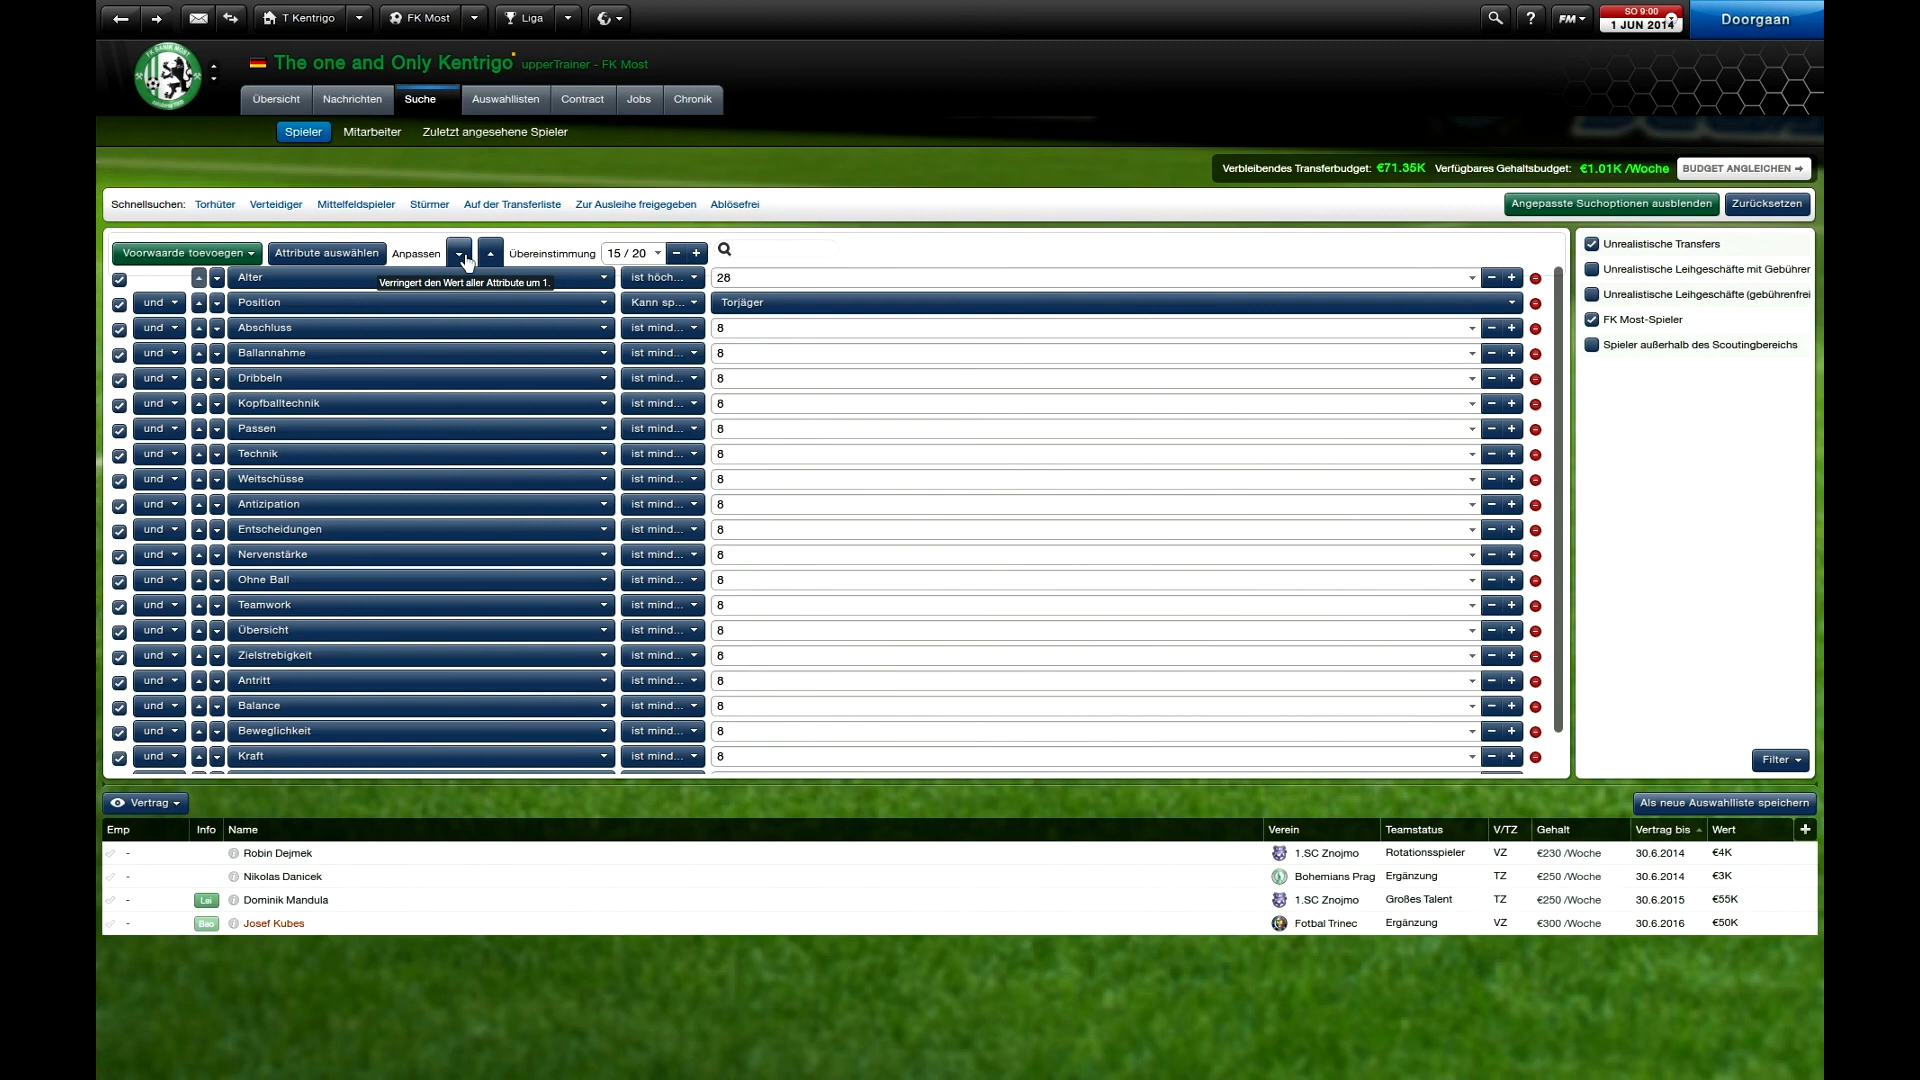 T Kentrigo FK Most Liga ? FM SO 9:00 1 JUN 2014 Doorgaan
The one and Only Kentrigo upperTrainer - FK Most
Übersicht Nachrichten Suche Auswahllisten Contract Jobs Chronik
Spieler Mitarbeiter Zuletzt angesehene Spieler
Verbleibendes Transferbudget: €71.35K Verfügbares Gehaltsbudget: €1.01K /Woche BUDGET ANGLEICHEN
Schnellsuchen: Torhüter Verteidiger Mittelfeldspieler Stürmer Auf der Transferliste Zur Ausleihe freigegeben Ablösefrei Angepasste Suchoptionen ausblenden Zurücksetzen
Voorwaarde toevoegen Attribute auswählen Anpassen Übereinstimmung 15 / 20
Verringert den Wert aller Attribute um 1.
Alter ist höch... 28
und Position Kann sp... Torjäger
und Abschluss ist mind... 8
und Ballannahme ist mind... 8
und Dribbeln ist mind... 8
und Kopfballtechnik ist mind... 8
und Passen ist mind... 8
und Technik ist mind... 8
und Weitschüsse ist mind... 8
und Antizipation ist mind... 8
und Entscheidungen ist mind... 8
und Nervenstärke ist mind... 8
und Ohne Ball ist mind... 8
und Teamwork ist mind... 8
und Übersicht ist mind... 8
und Zielstrebigkeit ist mind... 8
und Antritt ist mind... 8
und Balance ist mind... 8
und Beweglichkeit ist mind... 8
und Kraft ist mind... 8
Unrealistische Transfers
Unrealistische Leihgeschäfte mit Gebührer
Unrealistische Leihgeschäfte (gebührenfrei
FK Most-Spieler
Spieler außerhalb des Scoutingbereichs
Filter
Vertrag Als neue Auswahlliste speichern
Emp Info Name Verein Teamstatus V/TZ Gehalt Vertrag bis Wert
- Robin Dejmek 1.SC Znojmo Rotationsspieler VZ €230 /Woche 30.6.2014 €4K
- Nikolas Danicek Bohemians Prag Ergänzung TZ €250 /Woche 30.6.2014 €3K
- Lei Dominik Mandula 1.SC Znojmo Großes Talent TZ €250 /Woche 30.6.2015 €55K
- Beo Josef Kubes Fotbal Trinec Ergänzung VZ €300 /Woche 30.6.2016 €50K